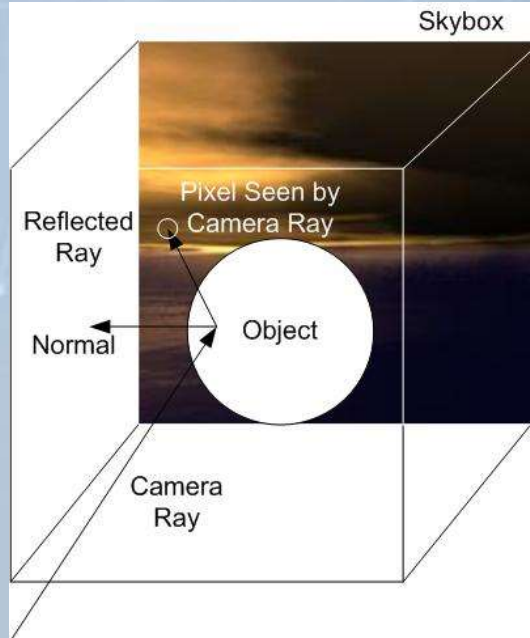 Skybox
Pixel Seen by
Camera Ray
Reflected
Ray
Normal
Object
Camera
Ray